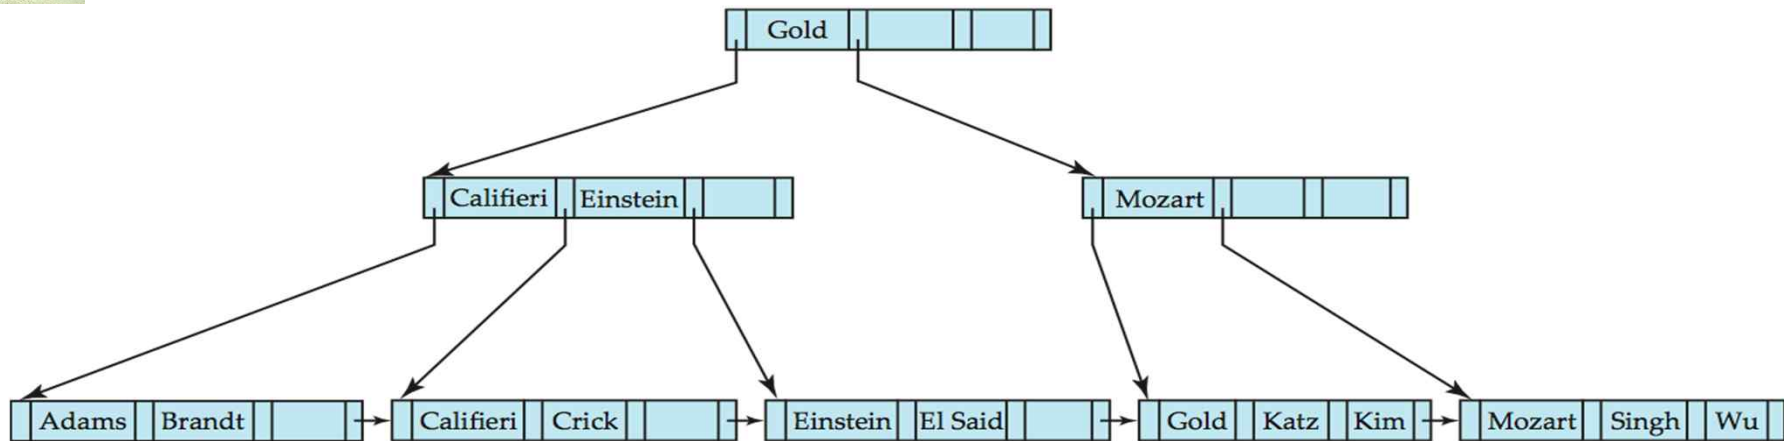 Gold
Califieri Einstein Mozart
Adams Brandt Califieri Crick Einstein El Said Gold Katz Kim Mozart Singh Wu